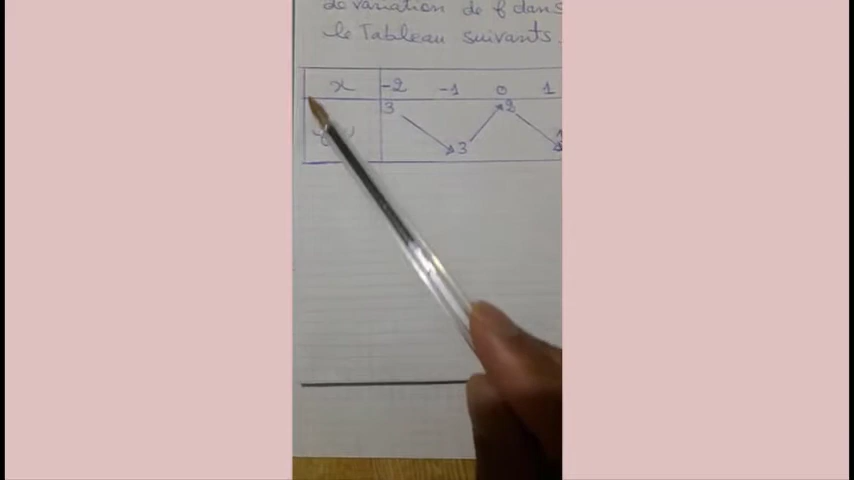 de variation de f dans
le Tableau suivants.
x -2 -1 0 1
3 2
3